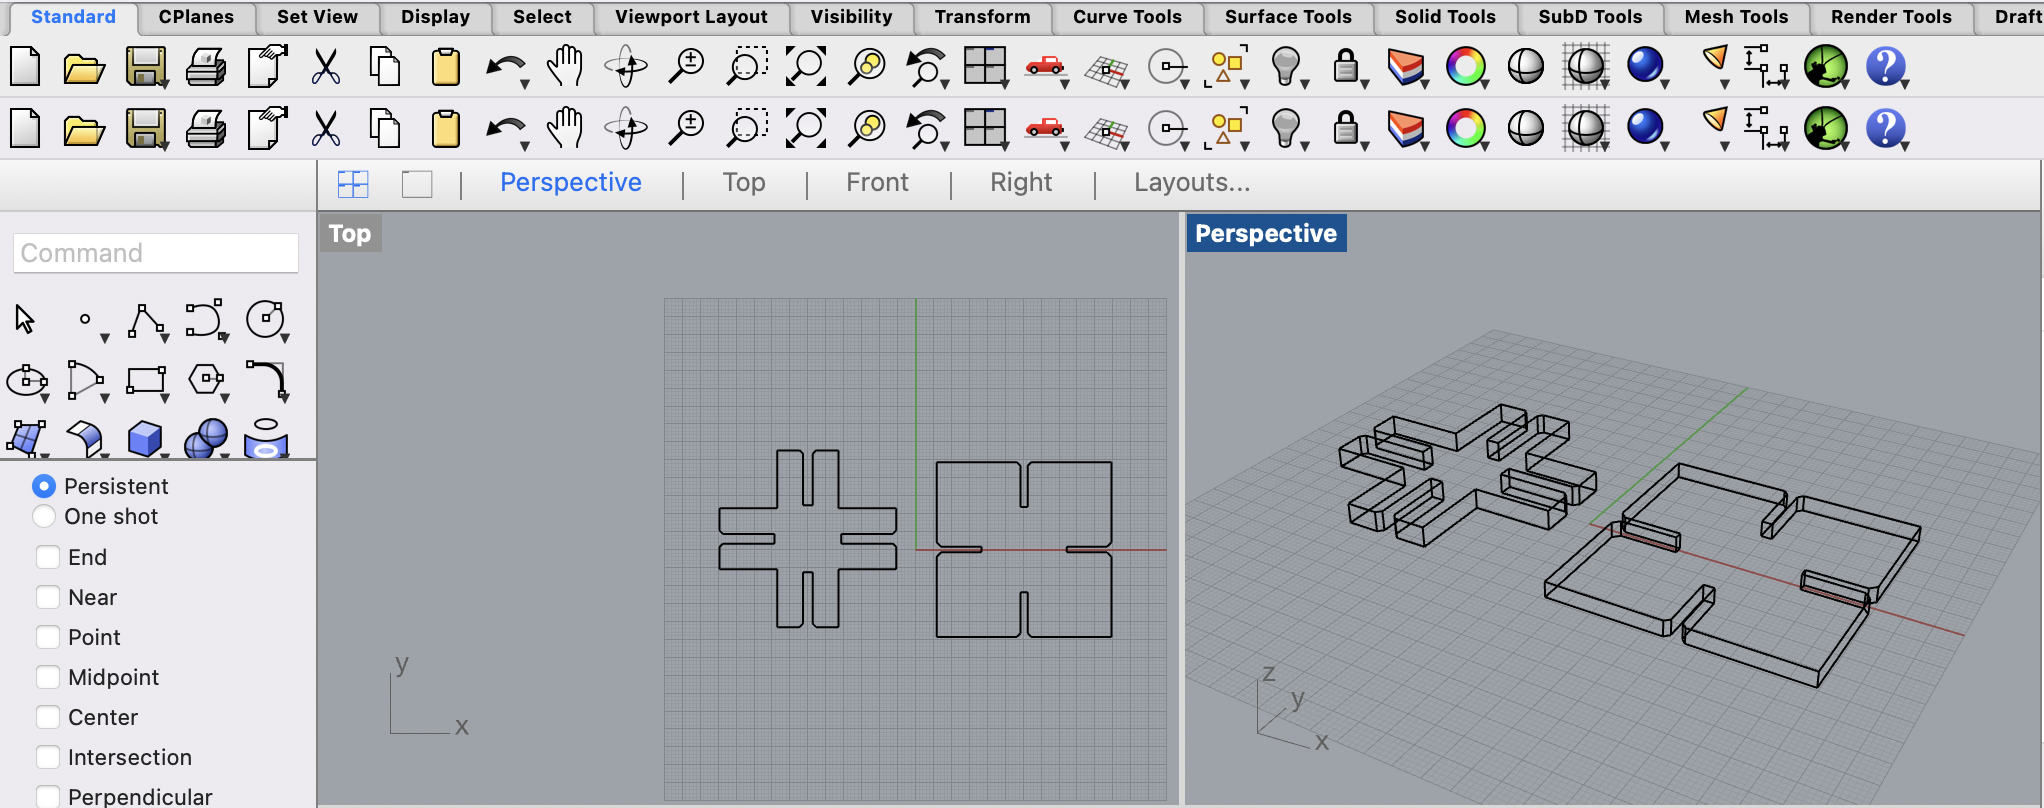 Standard CPlanes Set View Display Select Viewport Layout Visibility Transform Curve Tools Surface Tools Solid Tools SubD Tools Mesh Tools Render Tools Draft
Perspective Top Front Right Layouts...
Command
Persistent
One shot
End
Near
Point
Midpoint
Center
Intersection
Perpendicular
Top
y
x
Perspective
z
y
x